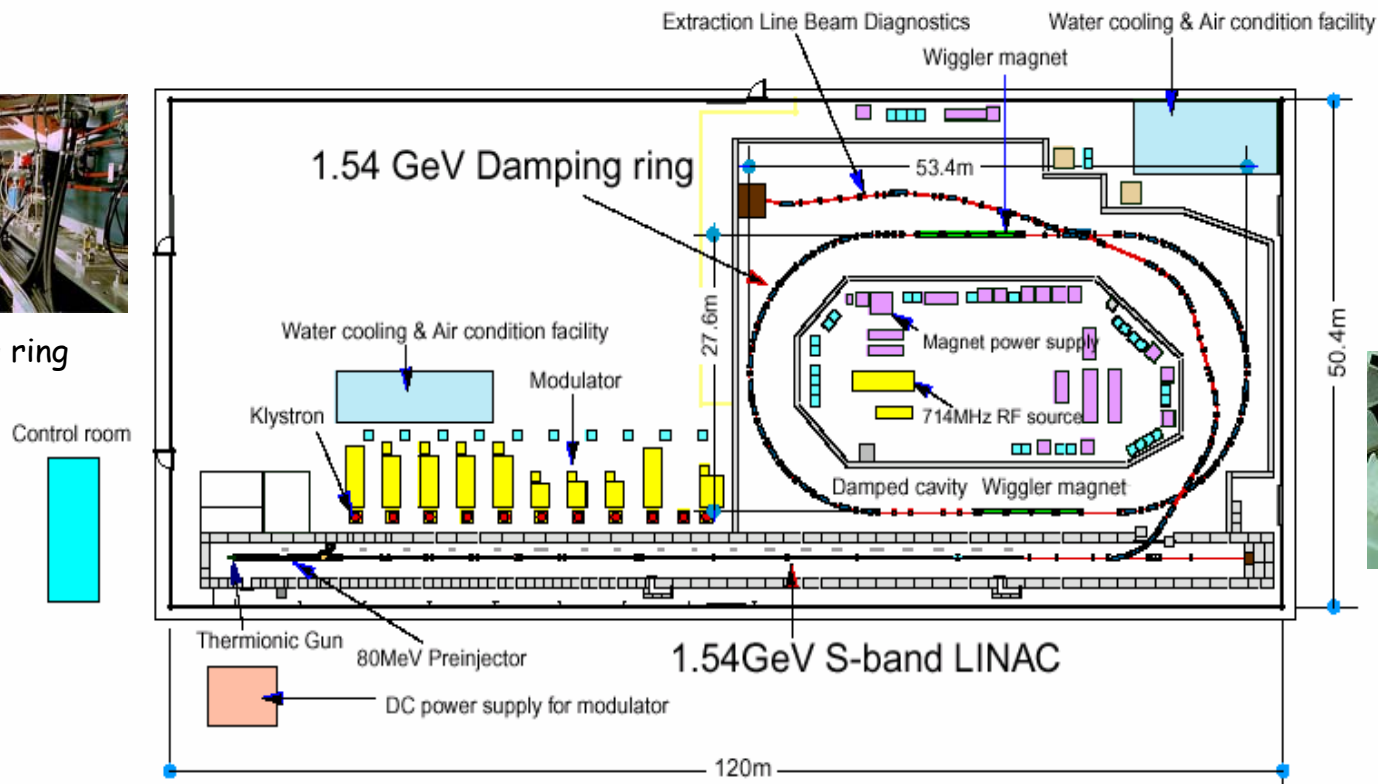 Extraction Line Beam Diagnostics
Water cooling & Air condition facility
Wiggler magnet
1.54 GeV Damping ring
53.4m
27.6m
50.4m
ring
Water cooling & Air condition facility
Magnet power supply
Modulator
Klystron
714MHz RF source
Control room
Damped cavity
Wiggler magnet
Thermionic Gun
80MeV Preinjector
1.54GeV S-band LINAC
DC power supply for modulator
120m